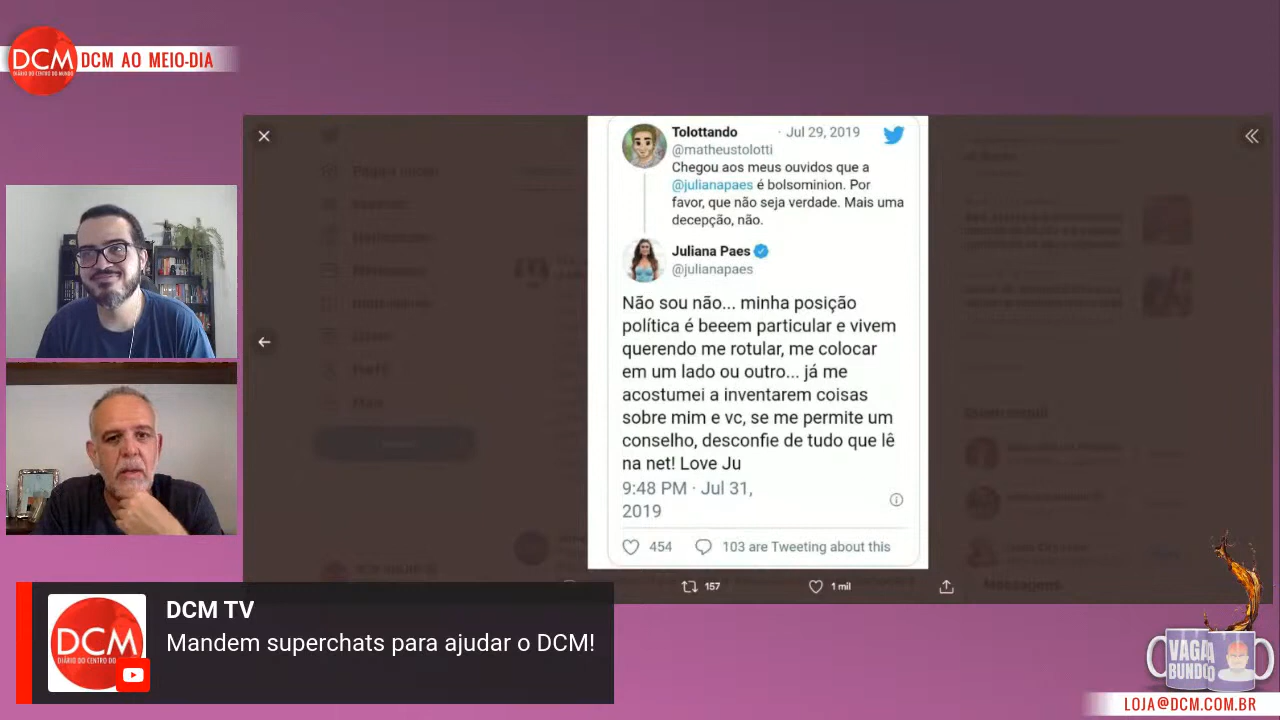 DCM
DIÁRIO DO CENTRO DO MUNDO
DCM AO MEIO-DIA
Tolottando · Jul 29, 2019
@matheustolotti
Chegou aos meus ouvidos que a
@julianapaes é bolsominion. Por
favor, que não seja verdade. Mais uma
decepção, não.
Juliana Paes
@julianapaes
Não sou não... minha posição
política é beeem particular e vivem
querendo me rotular, me colocar
em um lado ou outro... já me
acostumei a inventarem coisas
sobre mim e vc, se me permite um
conselho, desconfie de tudo que lê
na net! Love Ju
9:48 PM · Jul 31,
2019
454 103 are Tweeting about this
157 1 mil
Mensagens
DCM
DIÁRIO DO CENTRO DO
DCM TV
Mandem superchats para ajudar o DCM!
VAGA
BUNDO
LOJA@DCM.COM.BR